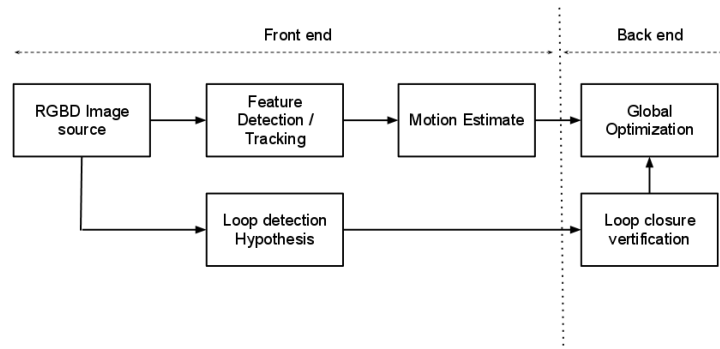 Front end
Back end
RGBD Image
source
Feature
Detection /
Tracking
Motion Estimate
Global
Optimization
Loop detection
Hypothesis
Loop closure
vertification